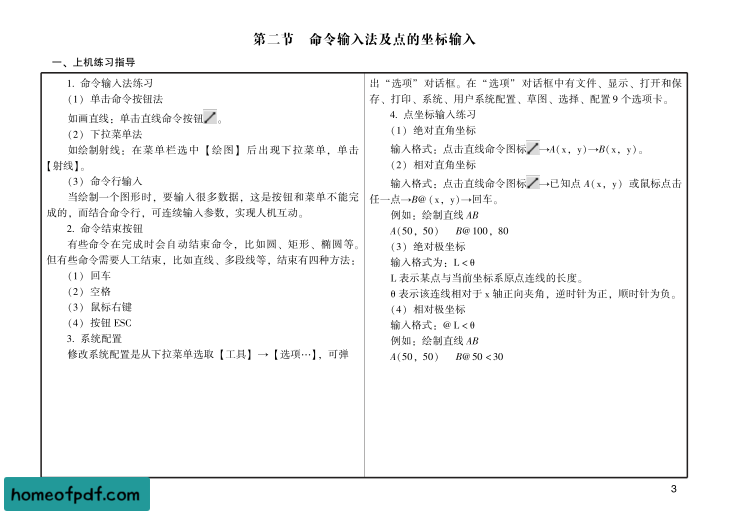 第二节　命令输入法及点的坐标输入
一、上机练习指导
1. 命令输入法练习
（1）单击命令按钮法
如画直线：单击直线命令按钮。
（2）下拉菜单法
如绘制射线：在菜单栏选中【绘图】后出现下拉菜单，单击
【射线】。
（3）命令行输入
当绘制一个图形时，要输入很多数据，这是按钮和菜单不能完
成的，而结合命令行，可连续输入参数，实现人机互动。
2. 命令结束按钮
有些命令在完成时会自动结束命令，比如圆、矩形、椭圆等。
但有些命令需要人工结束，比如直线、多段线等，结束有四种方法：
（1）回车
（2）空格
（3）鼠标右键
（4）按钮 ESC
3. 系统配置
修改系统配置是从下拉菜单选取【工具】→【选项…】，可弹
出“选项”对话框。在“选项”对话框中有文件、显示、打开和保
存、打印、系统、用户系统配置、草图、选择、配置 9 个选项卡。
4. 点坐标输入练习
（1）绝对直角坐标
输入格式：点击直线命令图标→A(x，y)→B(x，y)。
（2）相对直角坐标
输入格式：点击直线命令图标→已知点 A(x，y) 或鼠标点击
任一点→B@ (x，y)→回车。
例如：绘制直线 AB
A(50，50)　B@ 100，80
（3）绝对极坐标
输入格式为：L < θ
L 表示某点与当前坐标系原点连线的长度。
θ 表示该连线相对于 x 轴正向夹角，逆时针为正，顺时针为负。
（4）相对极坐标
输入格式：@ L < θ
例如：绘制直线 AB
A(50，50)　B@ 50 < 30
homeofpdf.com
3